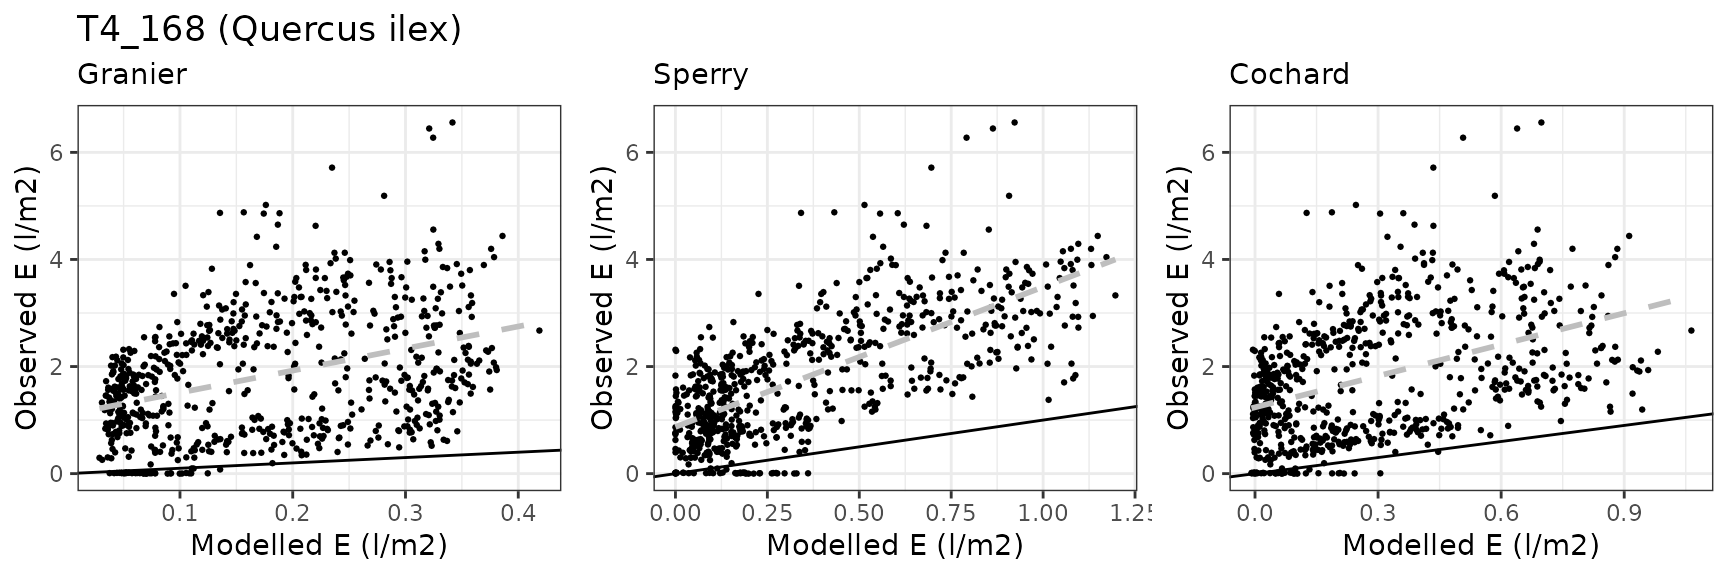 T4_168 (Quercus ilex)
Granier
Sperry
Cochard
Observed E (l/m2)
6
4
2
0
0.1 0.2 0.3 0.4
Modelled E (l/m2)
Observed E (l/m2)
6
4
2
0
0.00 0.25 0.50 0.75 1.00 1.25
Modelled E (l/m2)
Observed E (l/m2)
6
4
2
0
0.0 0.3 0.6 0.9
Modelled E (l/m2)